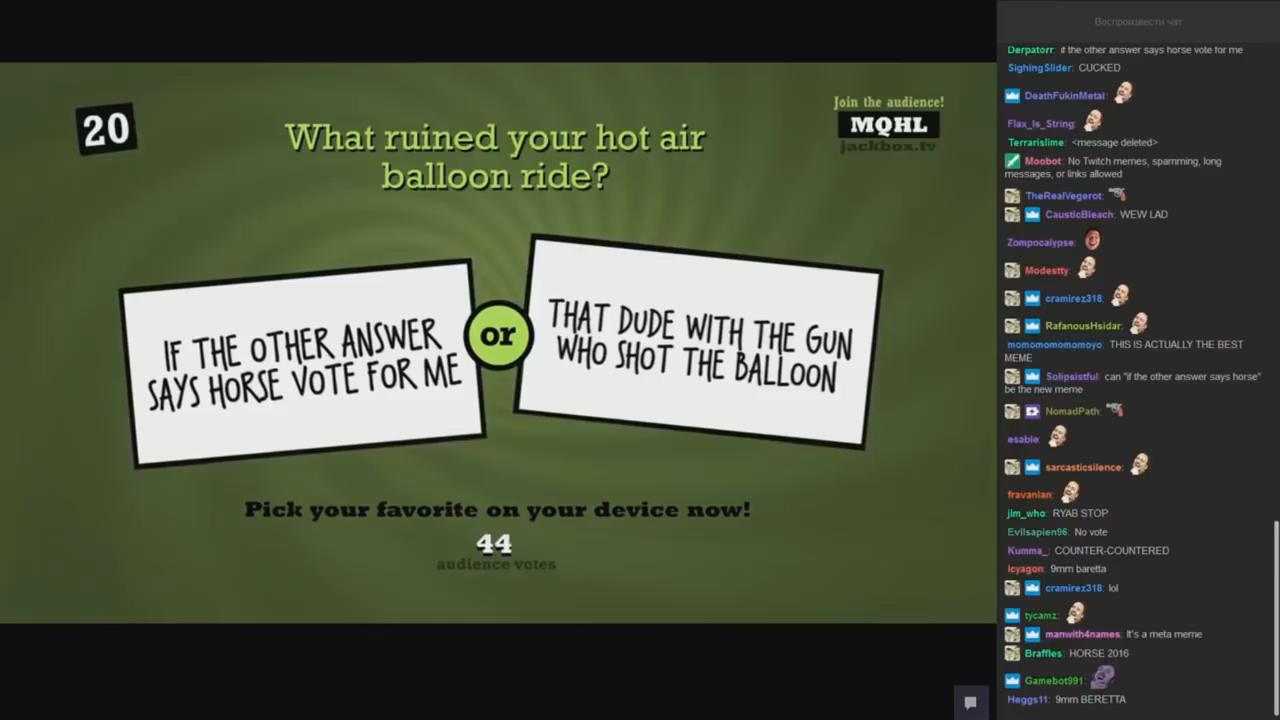 20
What ruined your hot air
balloon ride?
Join the audience!
MQHL
jackbox.tv
IF THE OTHER ANSWER
SAYS HORSE VOTE FOR ME
or
THAT DUDE WITH THE GUN
WHO SHOT THE BALLOON
Pick your favorite on your device now!
44
audience votes
Воспроизвести чат
Derpatorr: if the other answer says horse vote for me
SighingSlider: CUCKED
DeathFukinMetal:
Flax_Is_String:
Terrarislime: <message deleted>
Moobot: No Twitch memes, spamming, long
messages, or links allowed
TheRealVegerot:
CausticBleach: WEW LAD
Zompocalypse:
Modestty:
cramirez318:
RafanousHsidar:
momomomomomoyo: THIS IS ACTUALLY THE BEST
MEME
Solipsistful: can "if the other answer says horse"
be the new meme
NomadPath:
esable:
sarcasticsilence:
fravanian:
jim_who: RYAB STOP
Evilsapien96: No vote
Kumma_: COUNTER-COUNTERED
Icyagon: 9mm baretta
cramirez318: lol
tycamz:
manwith4names: It's a meta meme
Braffles: HORSE 2016
Gamebot991:
Heggs11: 9mm BERETTA